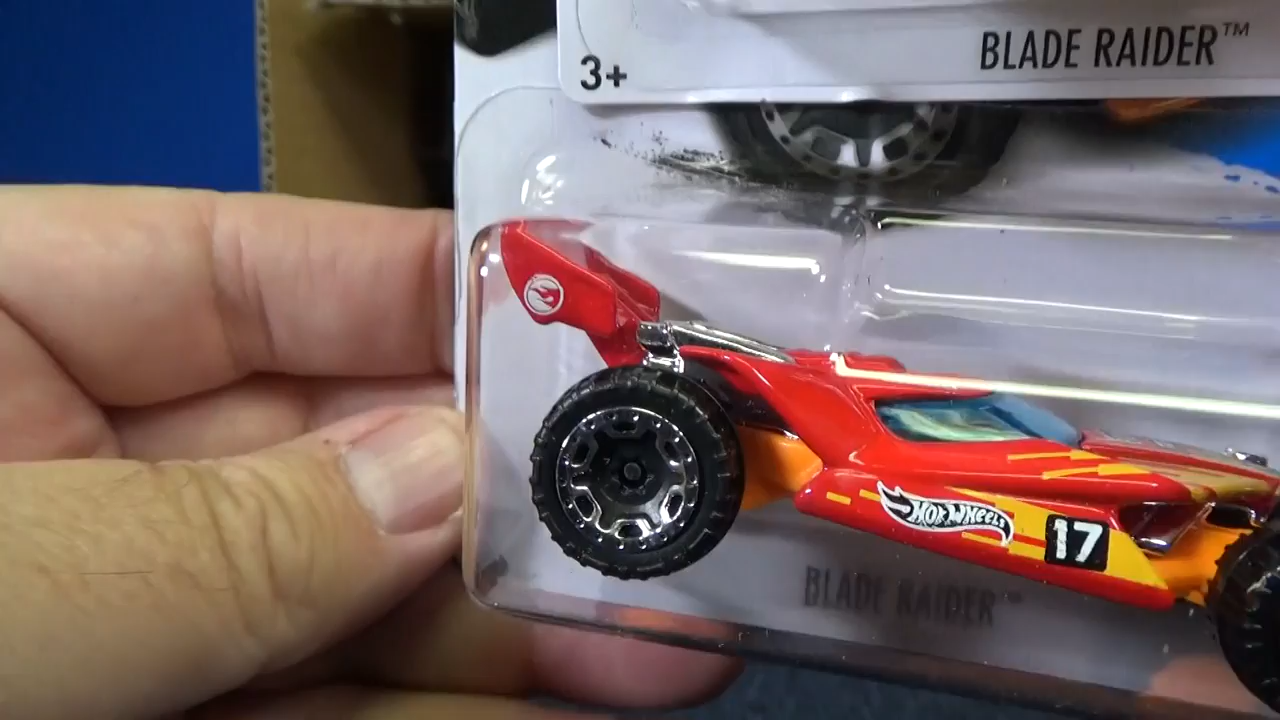 BLADE RAIDER™
3+
HOT WHEELS
17
BLADE RAIDER™